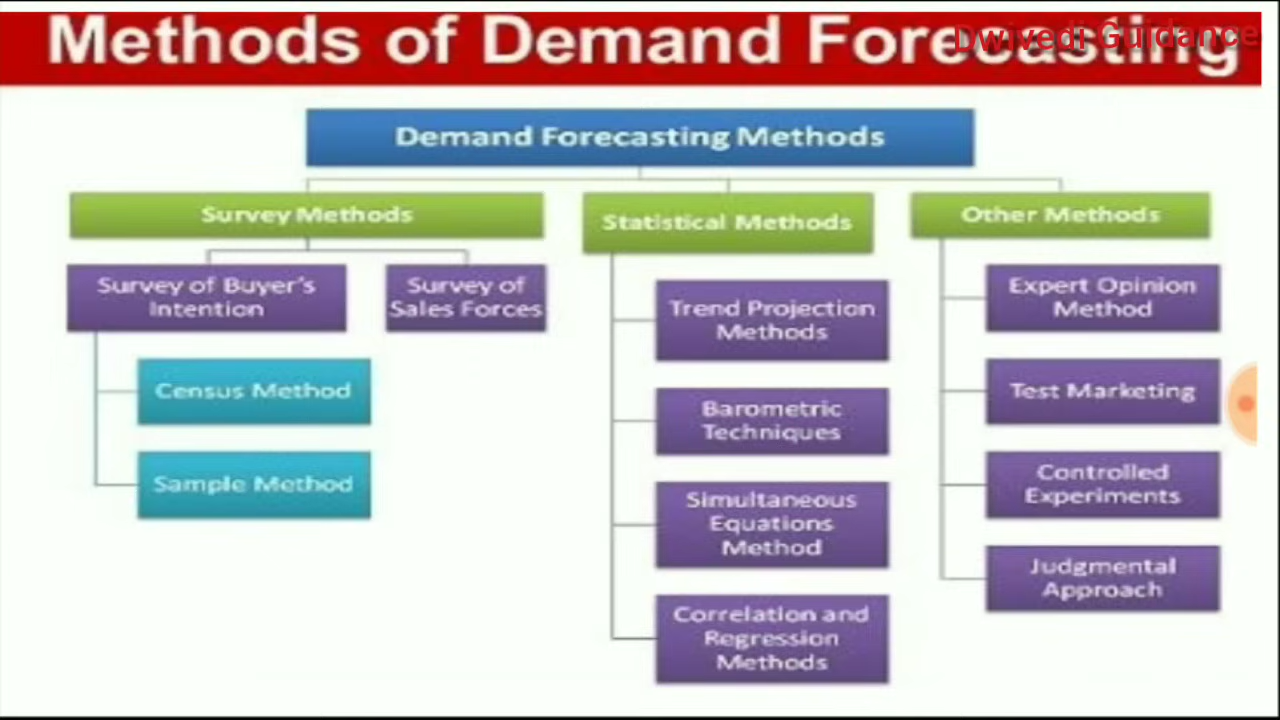 Methods of Demand Forecasting
Dwivedi Guidance
Demand Forecasting Methods
Survey Methods
Survey of Buyer's
Intention
Census Method
Sample Method
Survey of
Sales Forces
Statistical Methods
Trend Projection
Methods
Barometric
Techniques
Simultaneous
Equations
Method
Correlation and
Regression
Methods
Other Methods
Expert Opinion
Method
Test Marketing
Controlled
Experiments
Judgmental
Approach